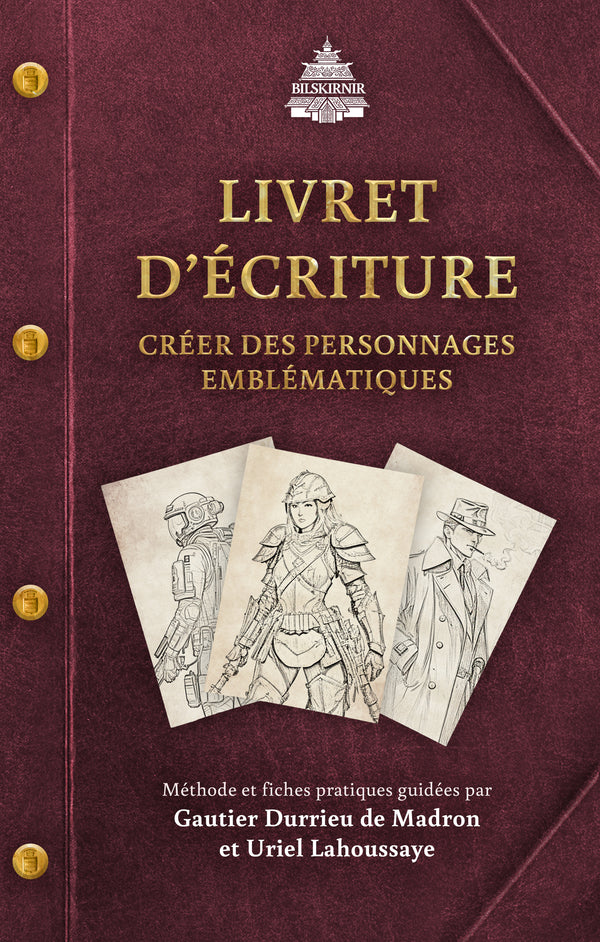 BILSKIRNIR
LIVRET
D’ÉCRITURE
CRÉER DES PERSONNAGES
EMBLÉMATIQUES
Méthode et fiches pratiques guidées par
Gautier Durrieu de Madron
et Uriel Lahoussaye